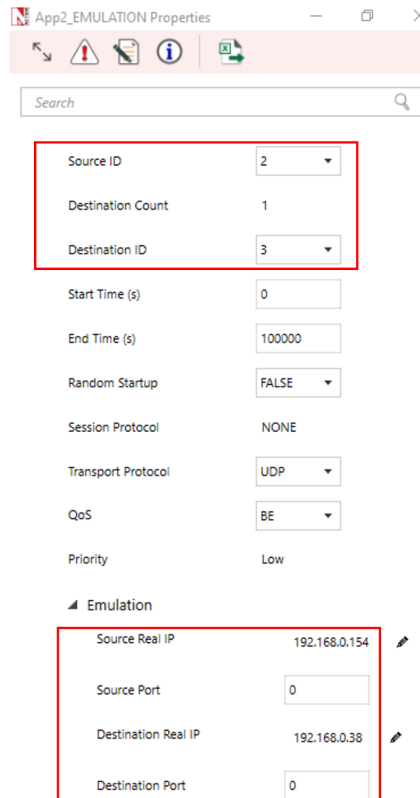 App2_EMULATION Properties
Search
Source ID 2
Destination Count 1
Destination ID 3
Start Time (s) 0
End Time (s) 100000
Random Startup FALSE
Session Protocol NONE
Transport Protocol UDP
QoS BE
Priority Low
Emulation
Source Real IP 192.168.0.154
Source Port 0
Destination Real IP 192.168.0.38
Destination Port 0